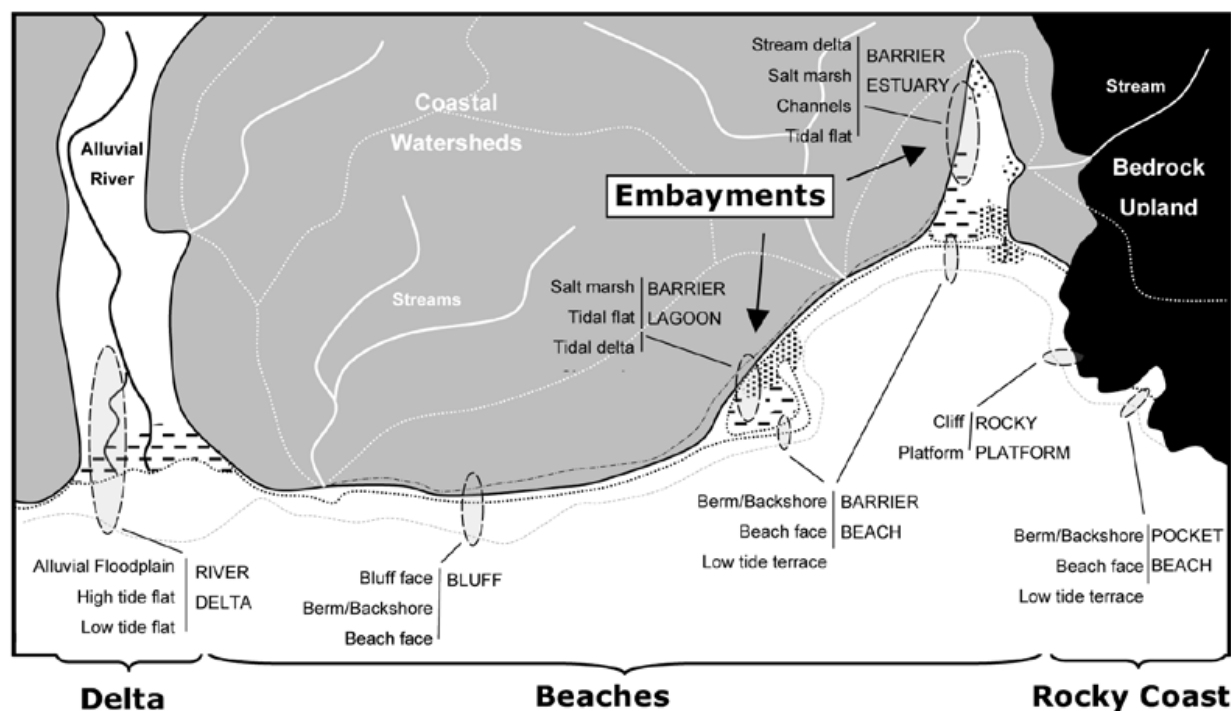 Stream delta
Salt marsh
Channels
Tidal flat
BARRIER
ESTUARY
Stream
Bedrock
Upland
Coastal
Watersheds
Alluvial
River
Embayments
Streams
Salt marsh
Tidal flat
Tidal delta
BARRIER
LAGOON
Cliff
Platform
ROCKY
PLATFORM
Berm/Backshore
Beach face
Low tide terrace
BARRIER
BEACH
Berm/Backshore
Beach face
Low tide terrace
POCKET
BEACH
Alluvial Floodplain
High tide flat
Low tide flat
RIVER
DELTA
Bluff face
Berm/Backshore
Beach face
BLUFF
Delta
Beaches
Rocky Coast